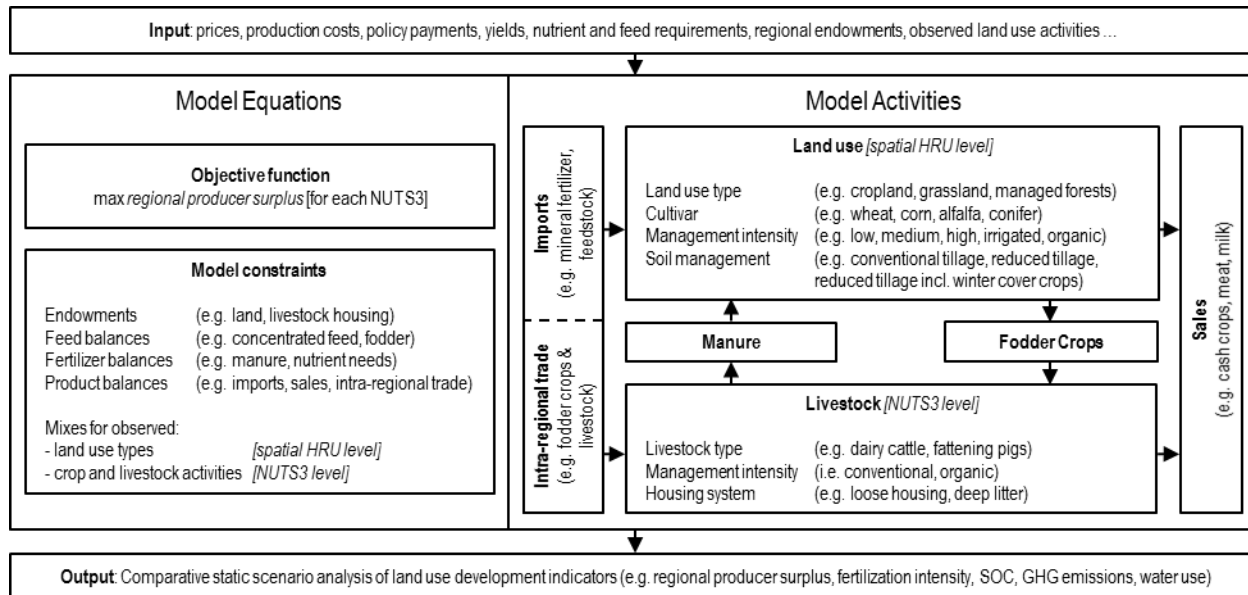 Input: prices, production costs, policy payments, yields, nutrient and feed requirements, regional endowments, observed land use activities ...
Model Equations
Objective function
max regional producer surplus [for each NUTS3]
Model constraints
Endowments (e.g. land, livestock housing)
Feed balances (e.g. concentrated feed, fodder)
Fertilizer balances (e.g. manure, nutrient needs)
Product balances (e.g. imports, sales, intra-regional trade)
Mixes for observed:
- land use types [spatial HRU level]
- crop and livestock activities [NUTS3 level]
Model Activities
Imports
(e.g. mineral fertilizer,
feedstock)
Intra-regional trade
(e.g. fodder crops &
livestock)
Land use [spatial HRU level]
Land use type (e.g. cropland, grassland, managed forests)
Cultivar (e.g. wheat, corn, alfalfa, conifer)
Management intensity (e.g. low, medium, high, irrigated, organic)
Soil management (e.g. conventional tillage, reduced tillage,
reduced tillage incl. winter cover crops)
Manure
Fodder Crops
Livestock [NUTS3 level]
Livestock type (e.g. dairy cattle, fattening pigs)
Management intensity (i.e. conventional, organic)
Housing system (e.g. loose housing, deep litter)
Sales
(e.g. cash crops, meat, milk)
Output: Comparative static scenario analysis of land use development indicators (e.g. regional producer surplus, fertilization intensity, SOC, GHG emissions, water use)